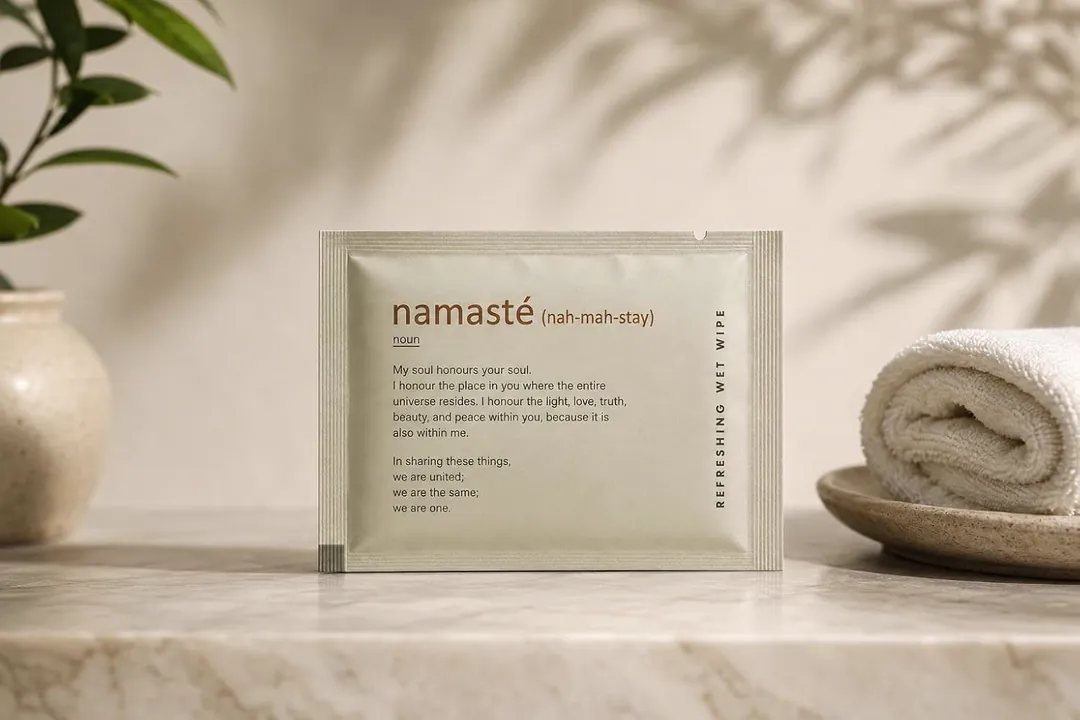 namasté (nah-mah-stay)
noun
My soul honours your soul.
I honour the place in you where the entire
universe resides. I honour the light, love, truth,
beauty, and peace within you, because it is
also within me.
In sharing these things,
we are united;
we are the same;
we are one.
REFRESHING WET WIPE